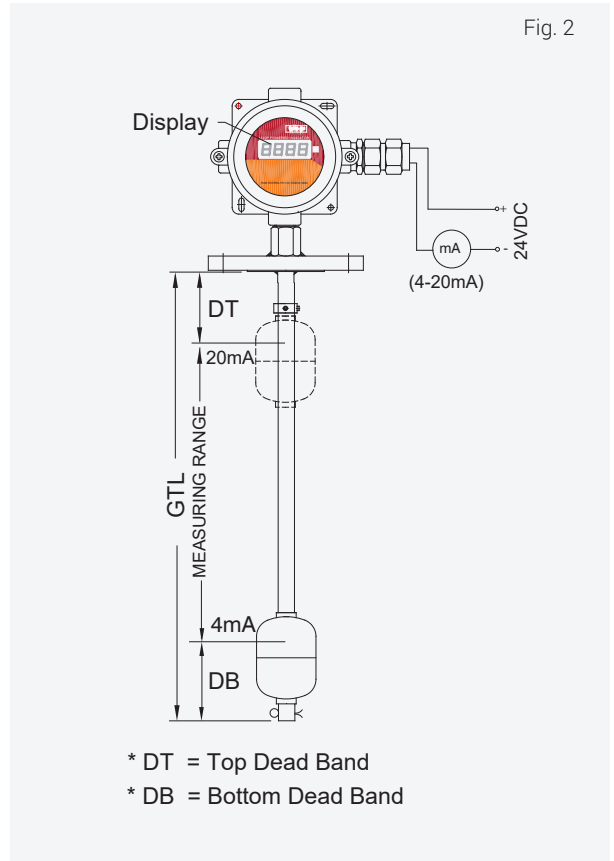 Fig. 2
Display
8888
+
24VDC
-
mA
(4-20mA)
DT
20mA
MEASURING RANGE
GTL
4mA
DB
* DT = Top Dead Band
* DB = Bottom Dead Band